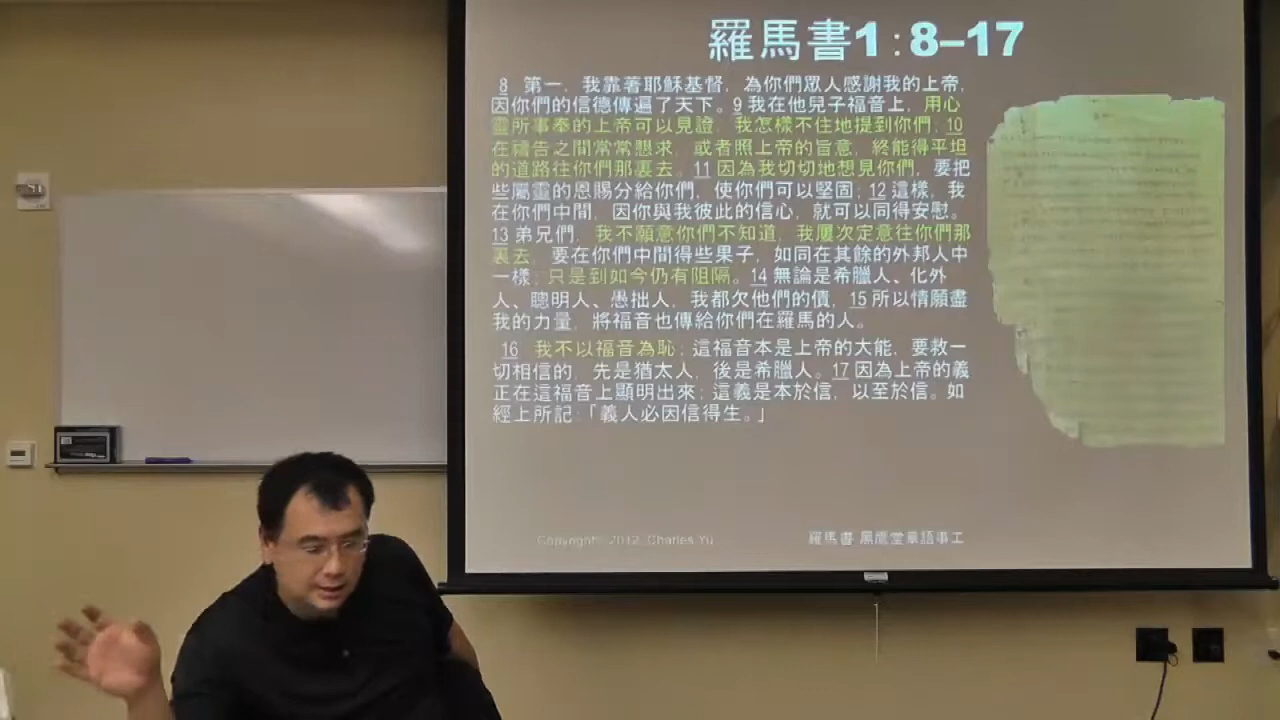 羅馬書1:8–17
8 第一，我靠著耶穌基督，為你們眾人感謝我的上帝，
因你們的信德傳遍了天下。9 我在他兒子福音上，用心
靈所事奉的上帝可以見證，我怎樣不住地提到你們；10
在禱告之間常常懇求，或者照上帝的旨意，終能得平坦
的道路往你們那裏去。11 因為我切切地想見你們，要把
些屬靈的恩賜分給你們，使你們可以堅固；12 這樣，我
在你們中間，因你與我彼此的信心，就可以同得安慰。
13 弟兄們，我不願意你們不知道，我屢次定意往你們那
裏去，要在你們中間得些果子，如同在其餘的外邦人中
一樣；只是到如今仍有阻隔。14 無論是希臘人、化外
人、聰明人、愚拙人，我都欠他們的債，15 所以情願盡
我的力量，將福音也傳給你們在羅馬的人。
16 我不以福音為恥；這福音本是上帝的大能，要救一
切相信的，先是猶太人，後是希臘人。17 因為上帝的義
正在這福音上顯明出來；這義是本於信，以至於信。如
經上所記：「義人必因信得生。」
Copyright© 2012, Charles Yu
羅馬書 鳳鷹堂華語事工